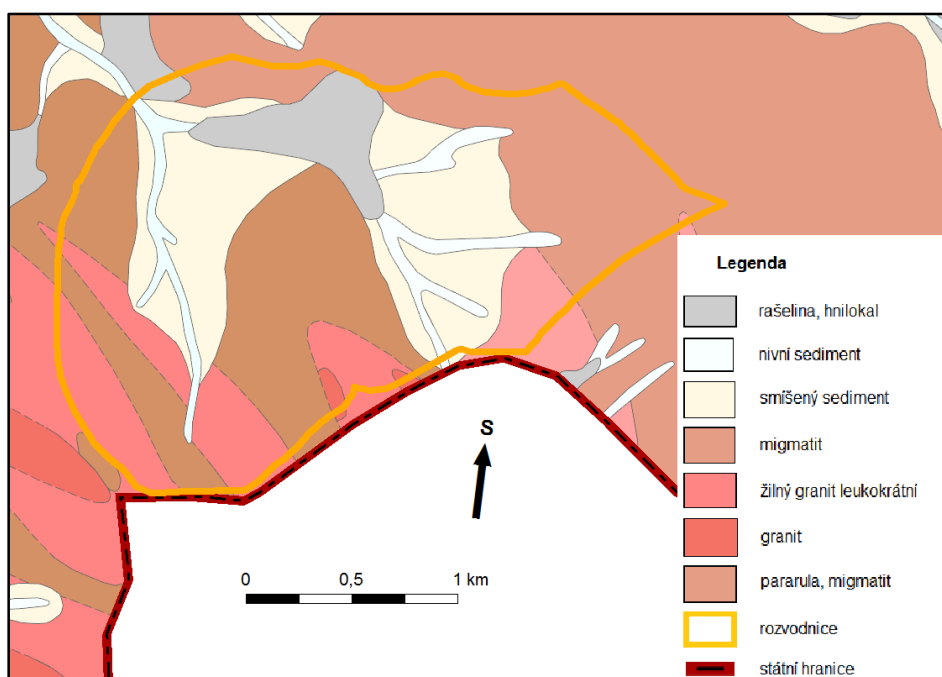 Legenda
rašelina, hnilokal
nivní sediment
smíšený sediment
migmatit
žilný granit leukokrátní
granit
pararula, migmatit
rozvodnice
státní hranice
S
0 0,5 1 km